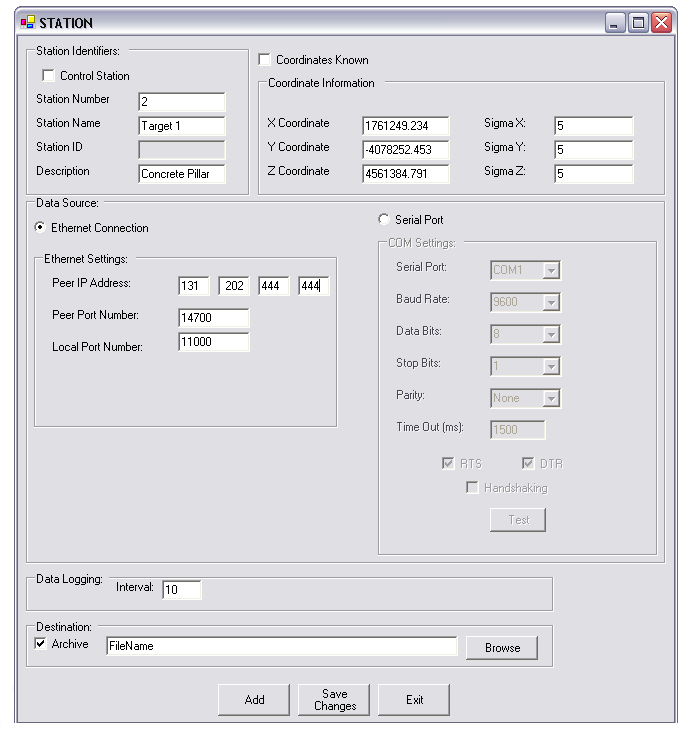 STATION
Station Identifiers:
Control Station
Station Number 2
Station Name Target 1
Station ID
Description Concrete Pillar
Coordinates Known
Coordinate Information
X Coordinate 1761249.234 Sigma X: 5
Y Coordinate -4078252.453 Sigma Y: 5
Z Coordinate 4561384.791 Sigma Z: 5
Data Source:
Ethernet Connection
Ethernet Settings:
Peer IP Address: 131 202 444 444
Peer Port Number: 14700
Local Port Number: 11000
Serial Port
COM Settings:
Serial Port: COM1
Baud Rate: 9600
Data Bits: 8
Stop Bits: 1
Parity: None
Time Out (ms): 1500
RTS DTR
Handshaking
Test
Data Logging:
Interval: 10
Destination:
Archive FileName Browse
Add Save Changes Exit